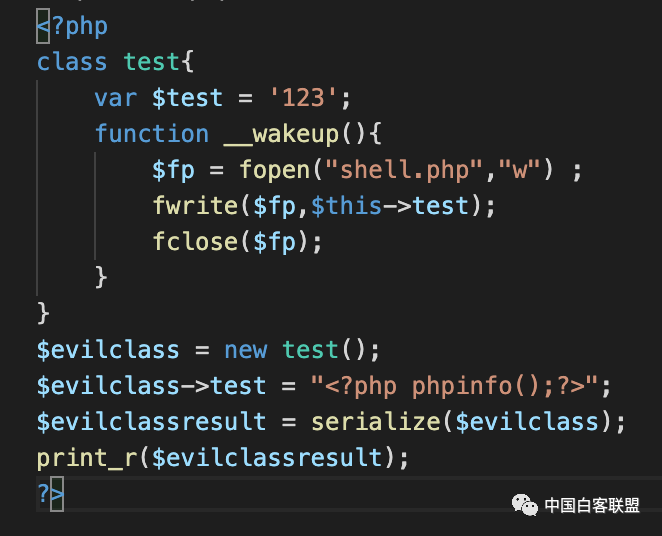 <?php
class test{
    var $test = '123';
    function __wakeup(){
        $fp = fopen("shell.php","w") ;
        fwrite($fp,$this->test);
        fclose($fp);
    }
}
$evilclass = new test();
$evilclass->test = "<?php phpinfo();?>";
$evilclassresult = serialize($evilclass);
print_r($evilclassresult);
?>
中国白客联盟